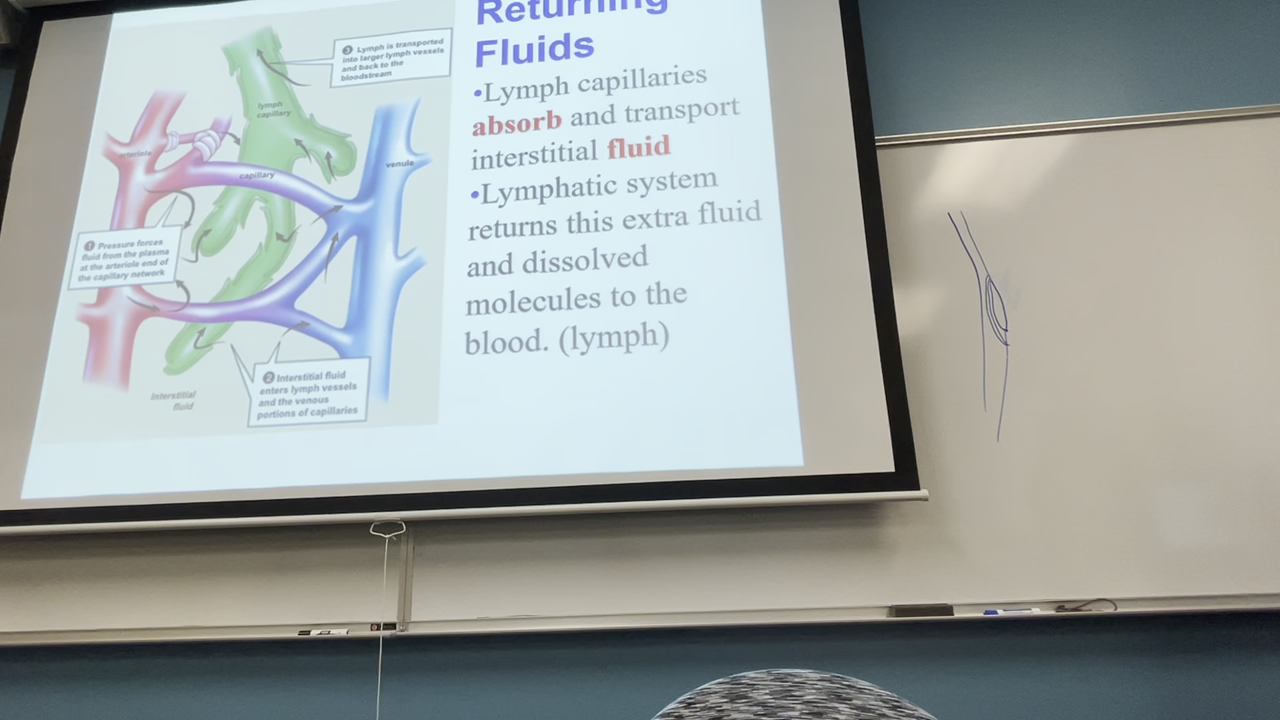 Returning
Fluids
•Lymph capillaries
absorb and transport
interstitial fluid
•Lymphatic system
returns this extra fluid
and dissolved
molecules to the
blood. (lymph)
3 Lymph is transported
into larger lymph vessels
and back to the
bloodstream
lymph
capillary
arteriole
capillary
venule
1 Pressure forces
fluid from the plasma
at the arteriole end of
the capillary network
2 Interstitial fluid
enters lymph vessels
and the venous
portions of capillaries
Interstitial
fluid